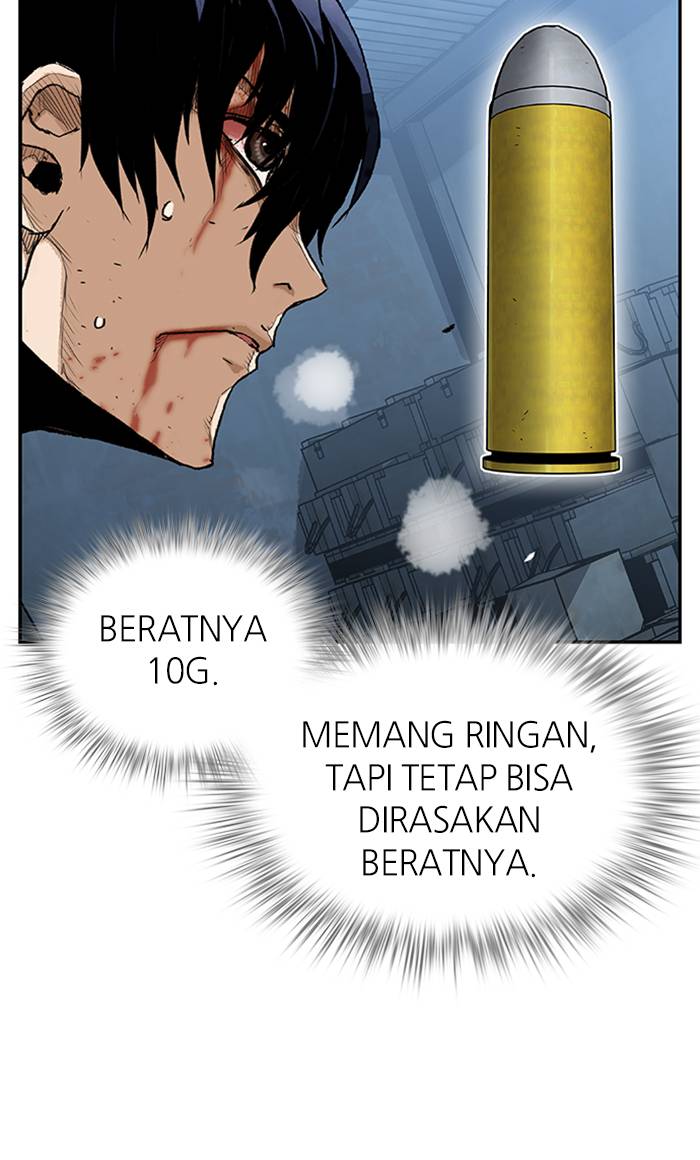 BERATNYA
10G.
MEMANG RINGAN,
TAPI TETAP BISA
DIRASAKAN
BERATNYA.